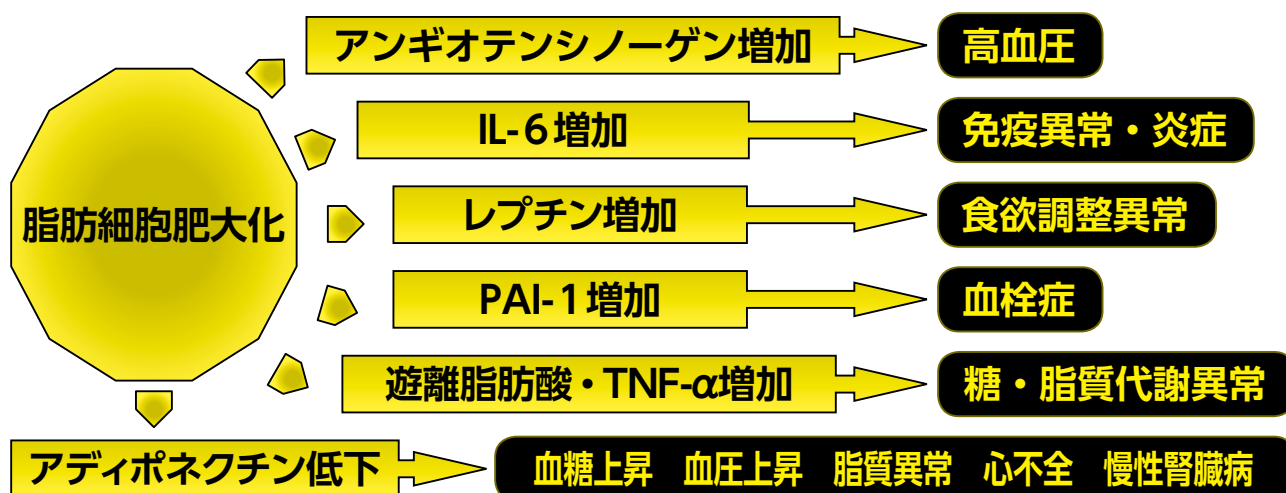 アンギオテンシノーゲン増加
高血圧
IL-6増加
免疫異常・炎症
脂肪細胞肥大化
レプチン増加
食欲調整異常
PAI-1増加
血栓症
遊離脂肪酸・TNF-α増加
糖・脂質代謝異常
アディポネクチン低下
血糖上昇 血圧上昇 脂質異常 心不全 慢性腎臓病